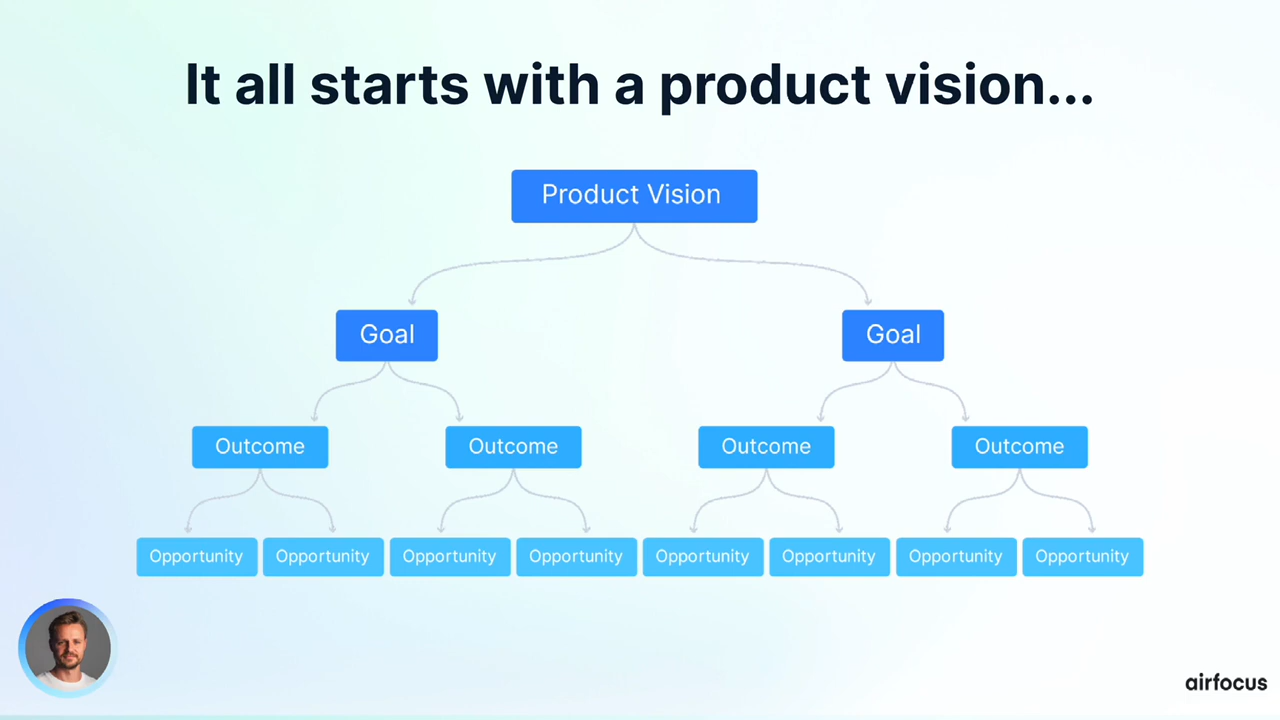 It all starts with a product vision...
Product Vision
Goal
Goal
Outcome
Outcome
Outcome
Outcome
Opportunity
Opportunity
Opportunity
Opportunity
Opportunity
Opportunity
Opportunity
Opportunity
airfocus